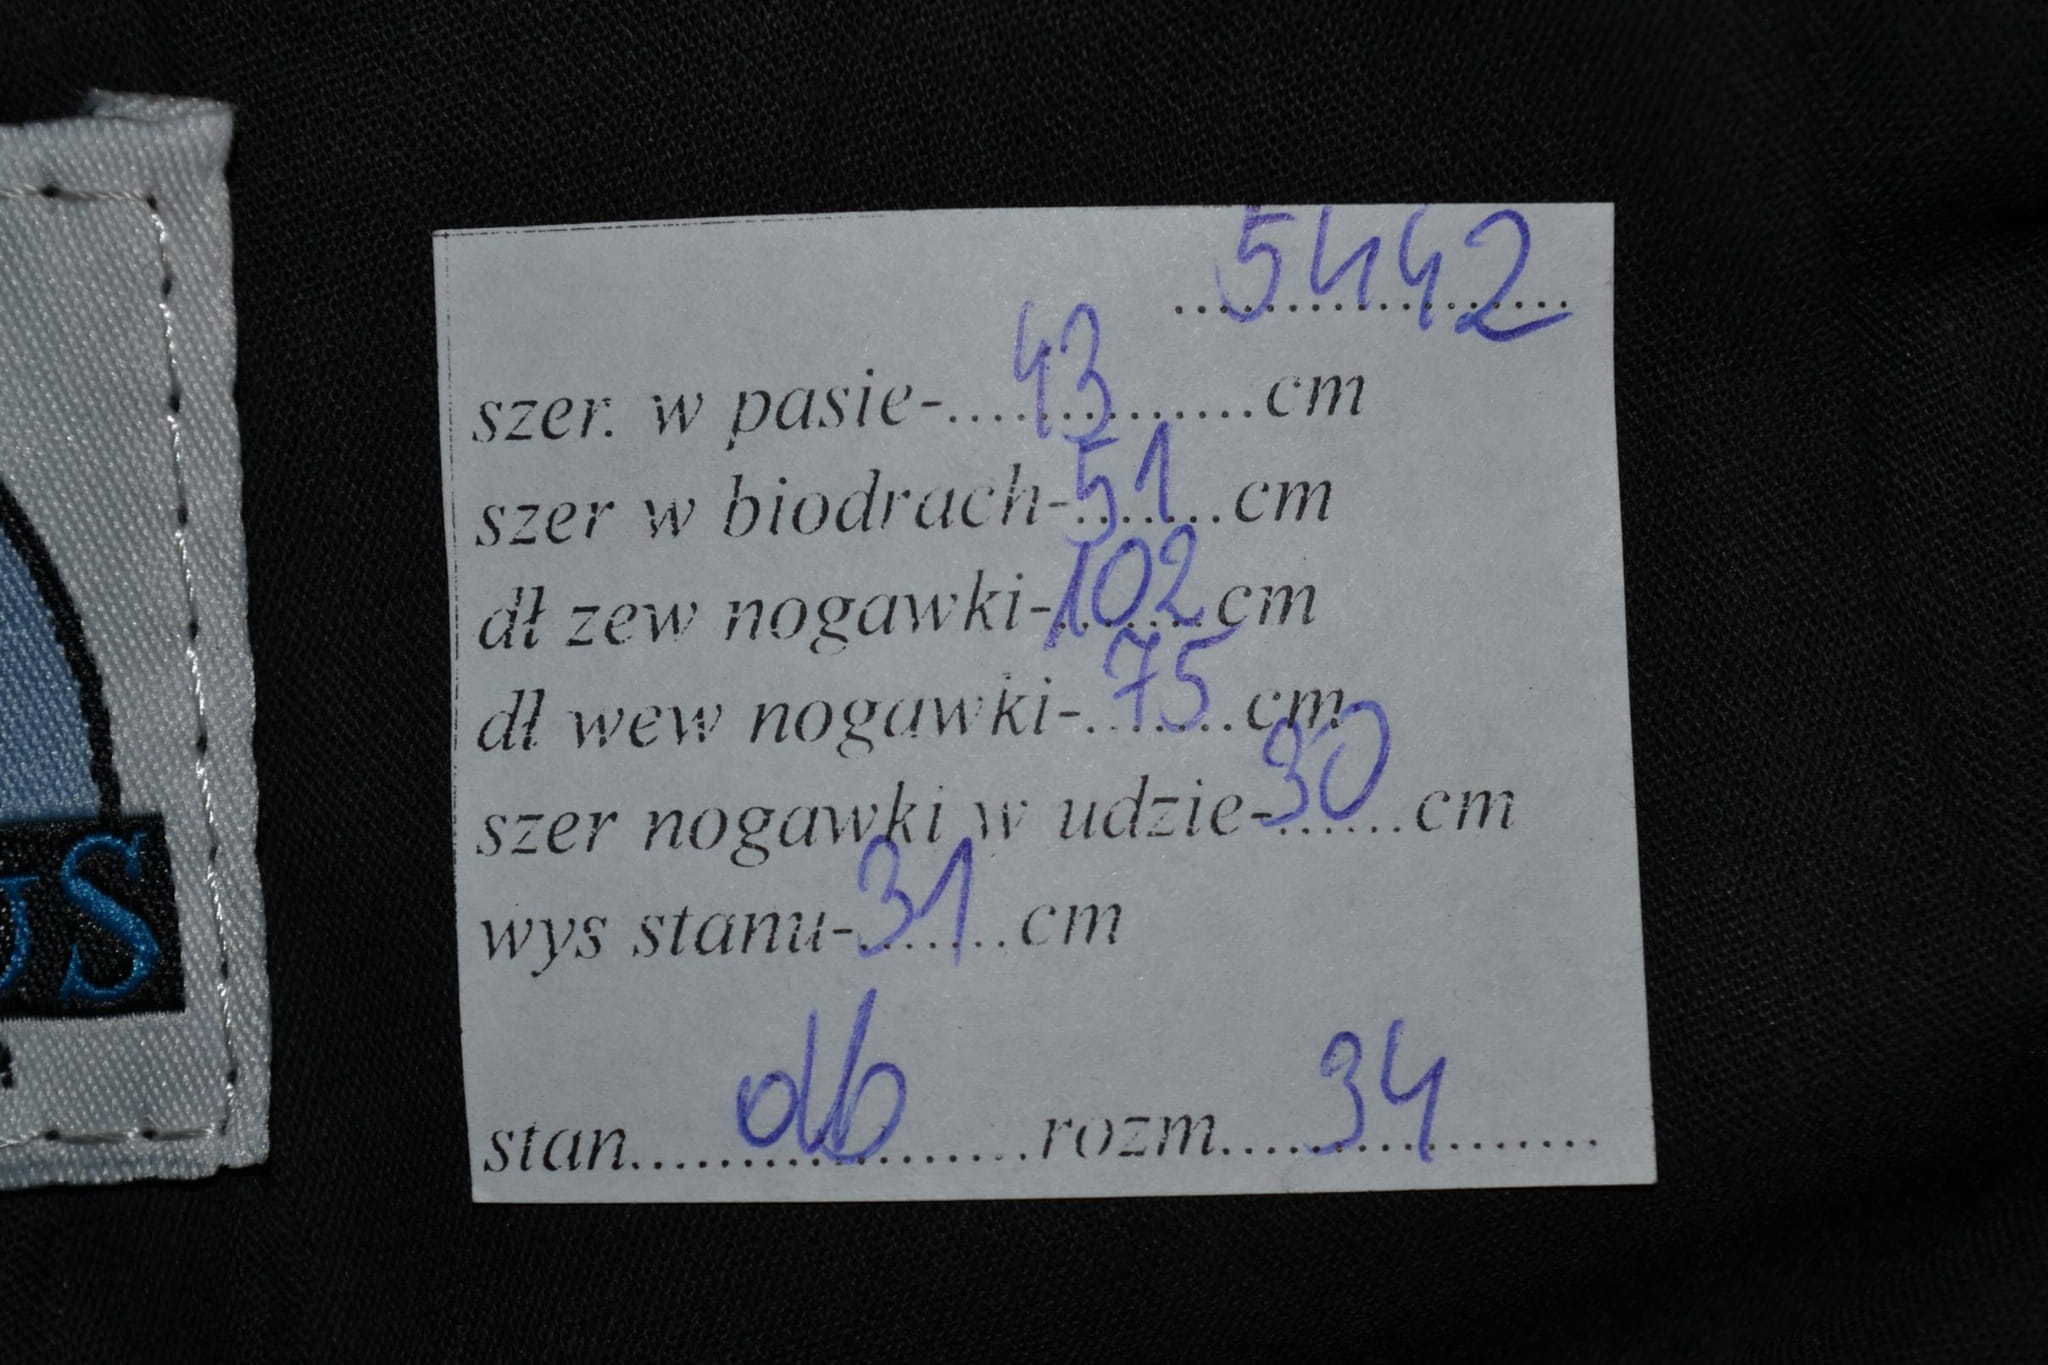 5442
szer. w pasie-43cm
szer w biodrach-51cm
dł zew nogawki-102cm
dł wew nogawki-75cm
szer nogawki w udzie-30cm
wys stanu-31cm
stan db rozm 34